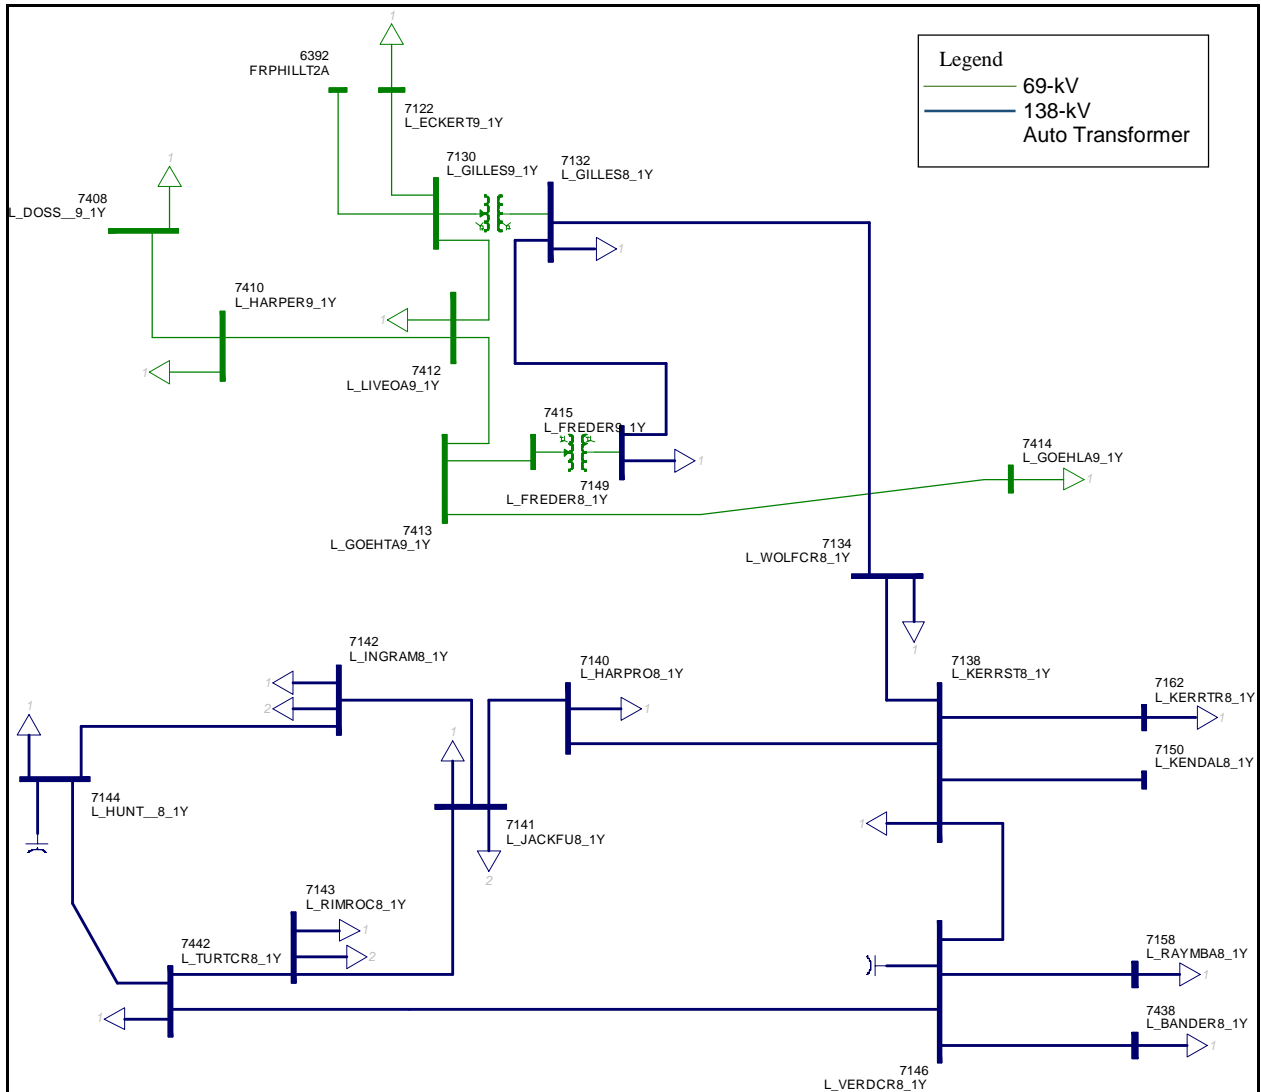 1
6392
FRPHILLT2A
7122
L_ECKERT9_1Y
Legend
69-kV
138-kV
Auto Transformer
1
7408
L_DOSS__9_1Y
7130
L_GILLES9_1Y
7132
L_GILLES8_1Y
1
7410
L_HARPER9_1Y
1
1
7412
L_LIVEOA9_1Y
7415
L_FREDER9_1Y
1
7149
L_FREDER8_1Y
7414
L_GOEHLA9_1Y
1
7413
L_GOEHTA9_1Y
7134
L_WOLFCR8_1Y
1
7142
L_INGRAM8_1Y
1
2
7140
L_HARPRO8_1Y
1
7138
L_KERRST8_1Y
7162
L_KERRTR8_1Y
1
7150
L_KENDAL8_1Y
1
1
7144
L_HUNT__8_1Y
1
7141
L_JACKFU8_1Y
2
1
7143
L_RIMROC8_1Y
1
2
7442
L_TURTCR8_1Y
1
7158
L_RAYMBA8_1Y
1
7438
L_BANDER8_1Y
1
7146
L_VERDCR8_1Y